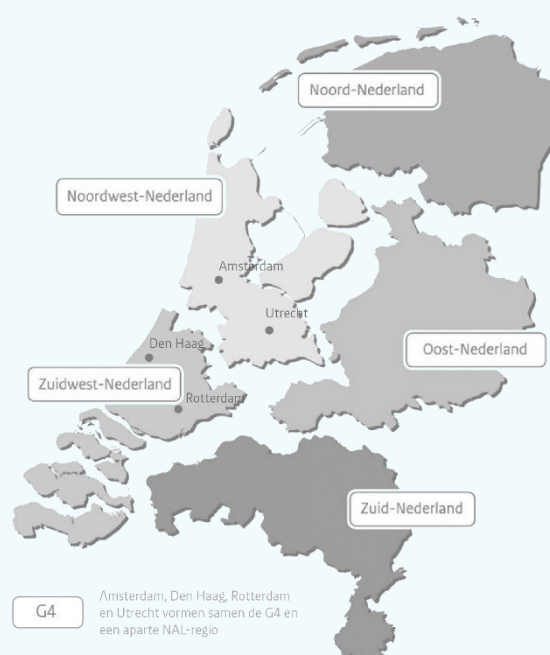 Noord-Nederland
Noordwest-Nederland
Amsterdam
Utrecht
Den Haag
Oost-Nederland
Zuidwest-Nederland
Rotterdam
Zuid-Nederland
G4
Amsterdam, Den Haag, Rotterdam
en Utrecht vormen samen de G4 en
een aparte NAL-regio